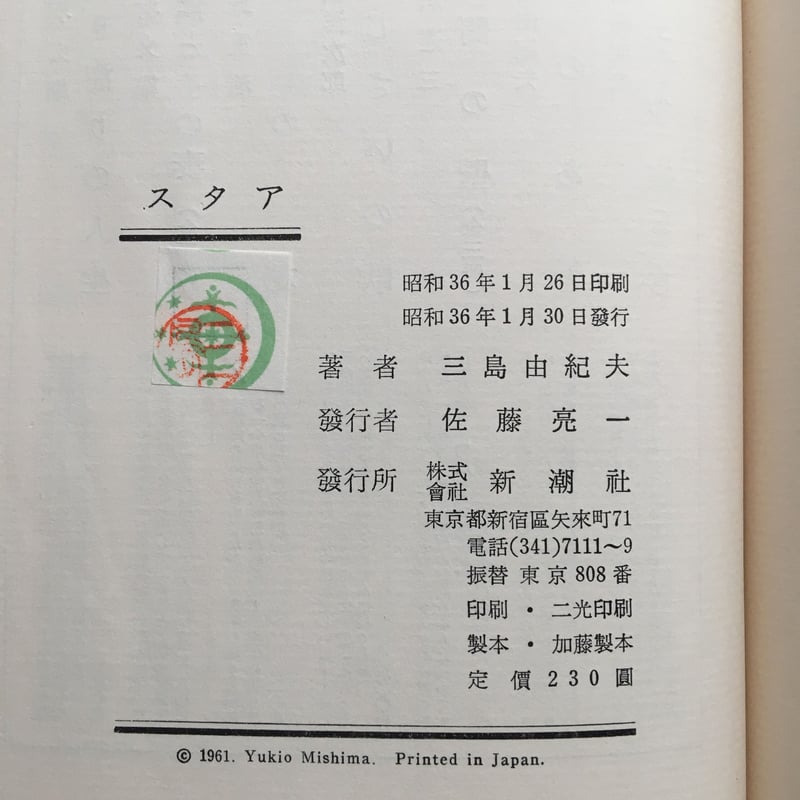 スタア
昭和36年1月26日印刷
昭和36年1月30日發行
著者 三島由紀夫
發行者 佐藤亮一
發行所 株式會社 新潮社
東京都新宿區矢來町71
電話(341)7111〜9
振替 東京808番
印刷・二光印刷
製本・加藤製本
定價230圓
© 1961. Yukio Mishima. Printed in Japan.